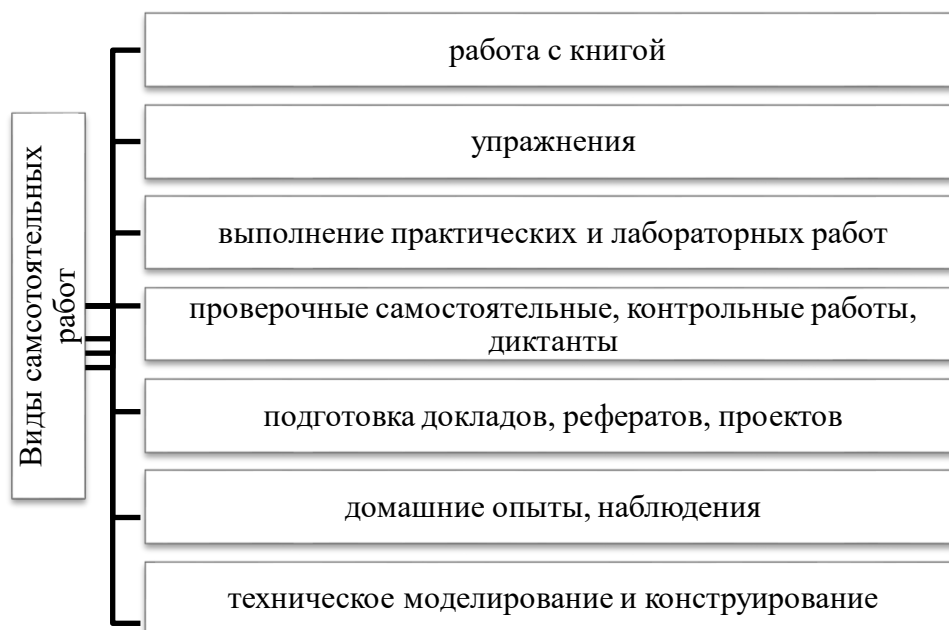 Виды самсотоятельных
работ
работа с книгой
упражнения
выполнение практических и лабораторных работ
проверочные самостоятельные, контрольные работы,
диктанты
подготовка докладов, рефератов, проектов
домашние опыты, наблюдения
техническое моделирование и конструирование